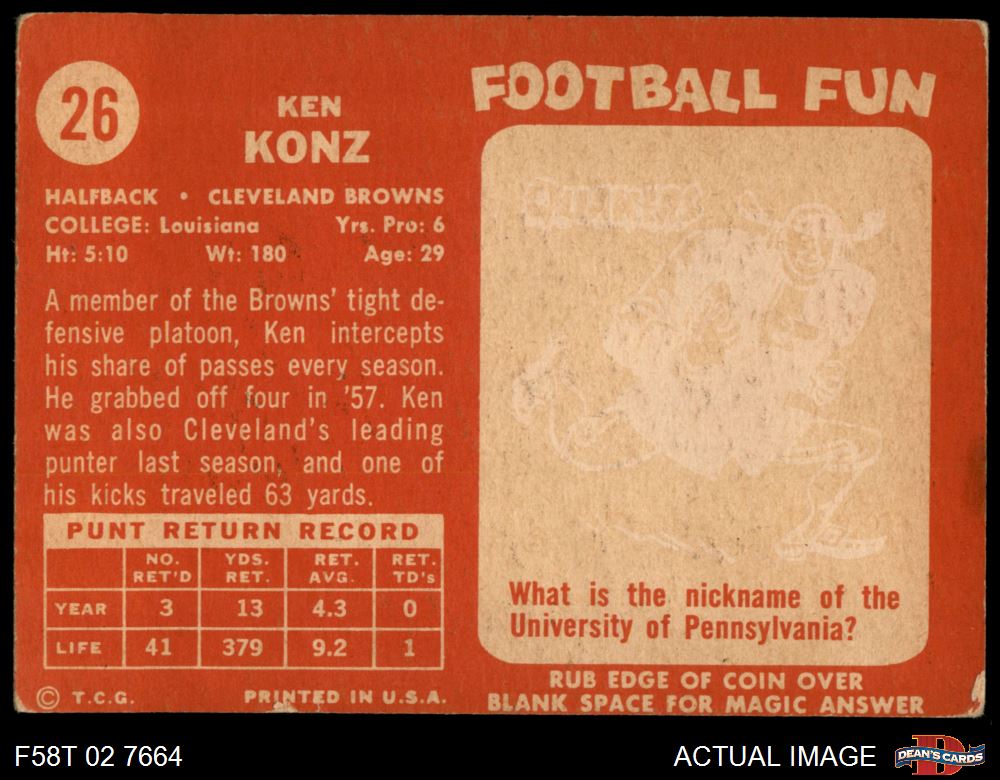 26
KEN
KONZ
HALFBACK • CLEVELAND BROWNS
COLLEGE: Louisiana Yrs. Pro: 6
Ht: 5:10 Wt: 180 Age: 29
A member of the Browns' tight de-
fensive platoon, Ken intercepts
his share of passes every season.
He grabbed off four in '57. Ken
was also Cleveland's leading
punter last season, and one of
his kicks traveled 63 yards.
PUNT RETURN RECORD
NO. RET'D YDS. RET. RET. AVG. RET. TD's
YEAR 3 13 4.3 0
LIFE 41 379 9.2 1
© T.C.G. PRINTED IN U.S.A.
FOOTBALL FUN
What is the nickname of the
University of Pennsylvania?
RUB EDGE OF COIN OVER
BLANK SPACE FOR MAGIC ANSWER
F58T 02 7664 ACTUAL IMAGE
DEAN'S CARDS